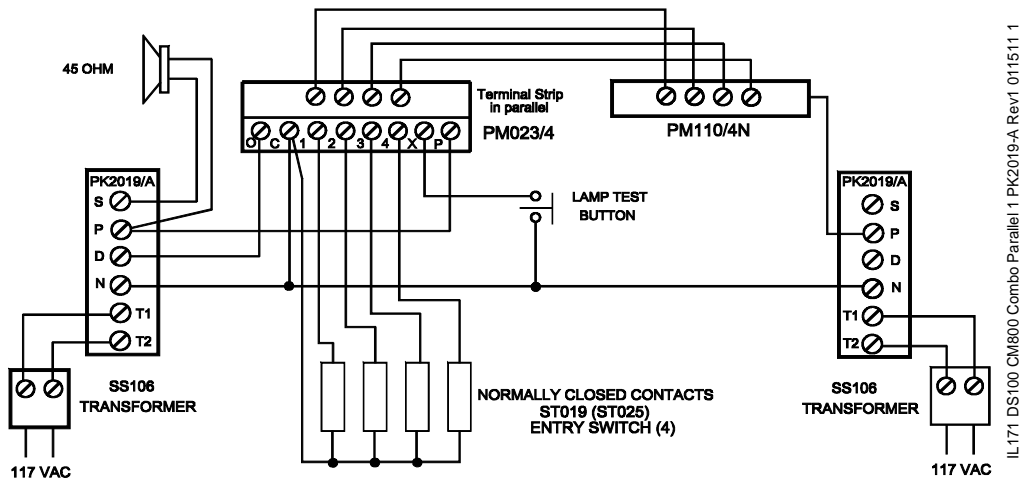 45 OHM
Terminal Strip
in parallel
PM023/4
O C 1 2 3 4 X P
PM110/4N
PK2019/A
S
P
D
N
T1
T2
LAMP TEST
BUTTON
PK2019/A
S
P
D
N
T1
T2
SS106
TRANSFORMER
117 VAC
NORMALLY CLOSED CONTACTS
ST019 (ST025)
ENTRY SWITCH (4)
SS106
TRANSFORMER
117 VAC
IL171 DS100 CM800 Combo Parallel 1 PK2019-A Rev1 011511 1